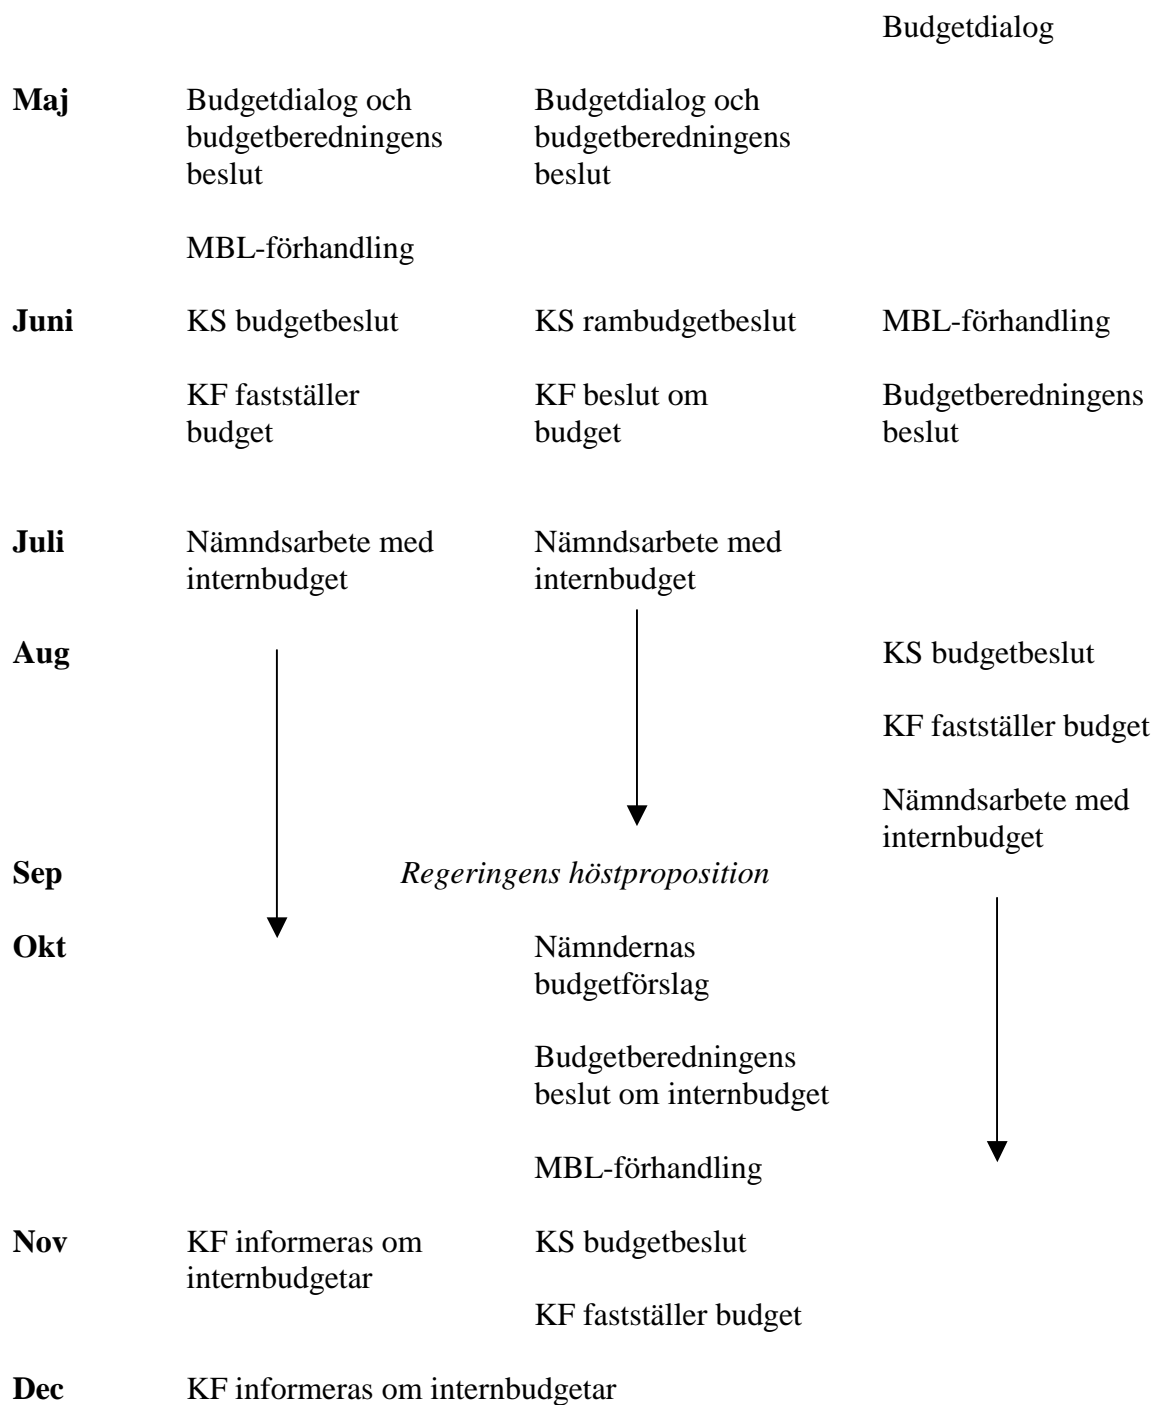 Budgetdialog
Maj
Budgetdialog och
budgetberedningens
beslut
Budgetdialog och
budgetberedningens
beslut
MBL-förhandling
Juni
KS budgetbeslut
KS rambudgetbeslut
MBL-förhandling
KF fastställer
budget
KF beslut om
budget
Budgetberedningens
beslut
Juli
Nämndsarbete med
internbudget
Nämndsarbete med
internbudget
Aug
KS budgetbeslut
KF fastställer budget
Nämndsarbete med
internbudget
Sep
Regeringens höstproposition
Okt
Nämndernas
budgetförslag
Budgetberedningens
beslut om internbudget
MBL-förhandling
Nov
KF informeras om
internbudgetar
KS budgetbeslut
KF fastställer budget
Dec
KF informeras om internbudgetar